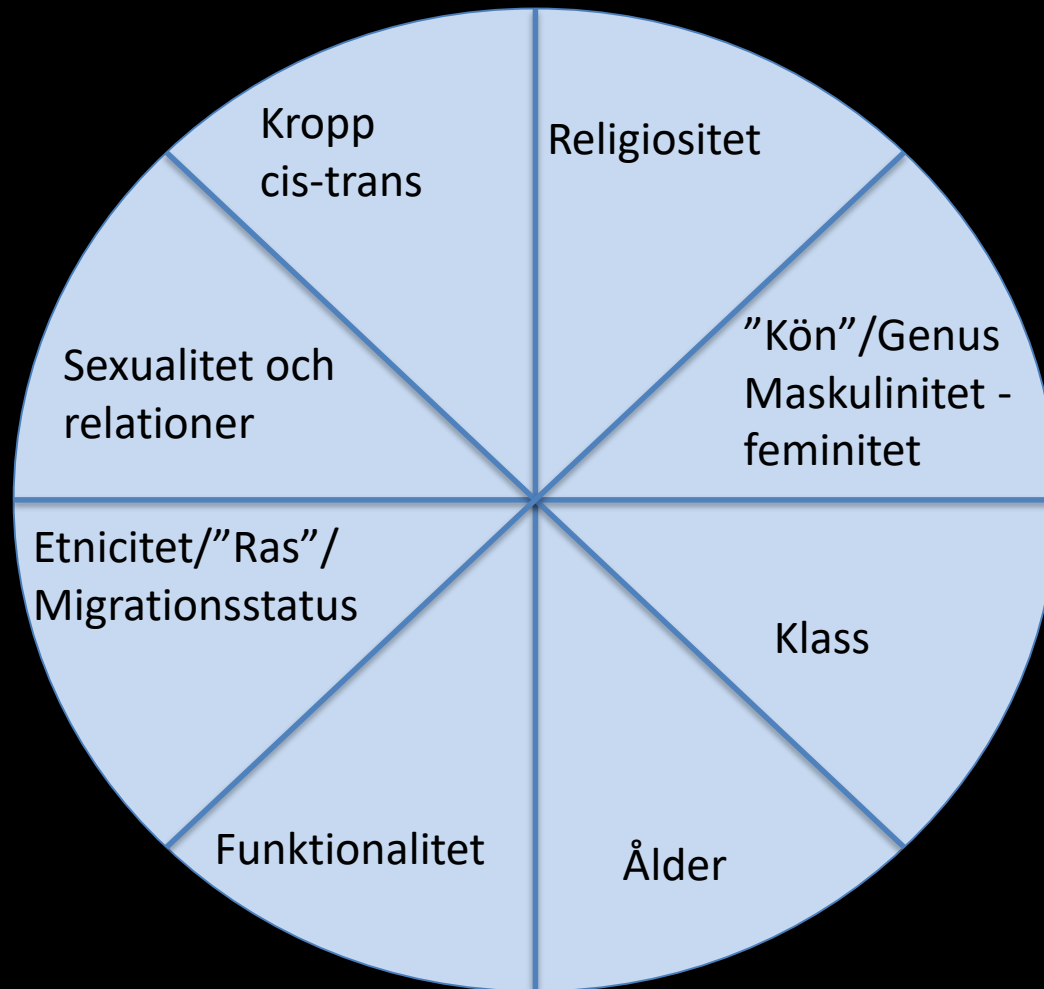 Kropp
cis-trans
Religiositet
”Kön”/Genus
Maskulinitet -
feminitet
Sexualitet och
relationer
Etnicitet/”Ras”/
Migrationsstatus
Klass
Funktionalitet
Ålder